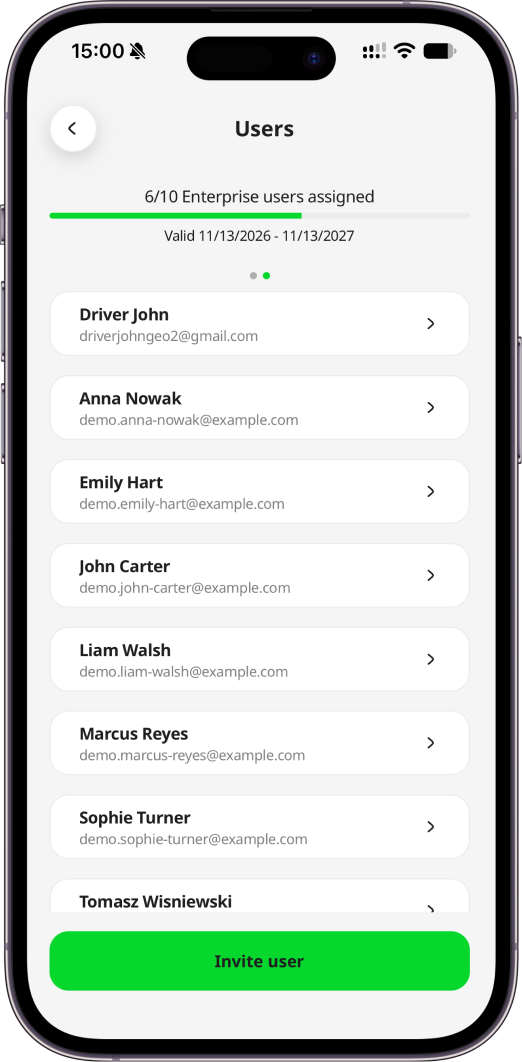 15:00
Users
6/10 Enterprise users assigned
Valid 11/13/2026 - 11/13/2027
Driver John
driverjohngeo2@gmail.com
Anna Nowak
demo.anna-nowak@example.com
Emily Hart
demo.emily-hart@example.com
John Carter
demo.john-carter@example.com
Liam Walsh
demo.liam-walsh@example.com
Marcus Reyes
demo.marcus-reyes@example.com
Sophie Turner
demo.sophie-turner@example.com
Tomasz Wisniewski
Invite user